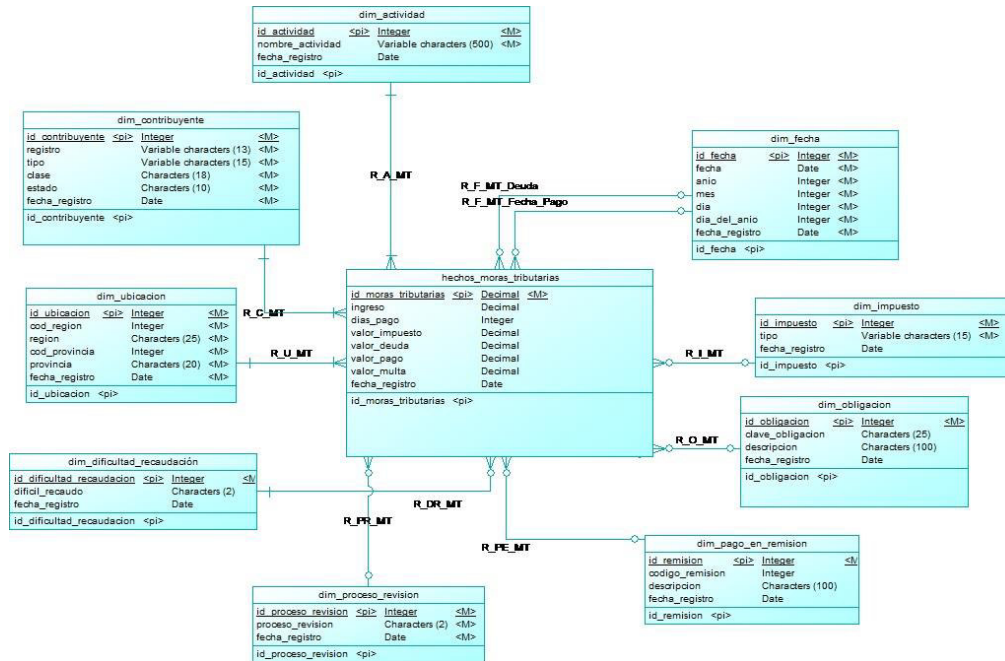 dim_actividad
id_actividad <pi> Integer <M>
nombre_actividad Variable characters (500) <M>
fecha_registro Date
id_actividad <pi>
dim_contribuyente
id_contribuyente <pi> Integer <M>
registro Variable characters (13) <M>
tipo Variable characters (15) <M>
clase Characters (18) <M>
estado Characters (10) <M>
fecha_registro Date <M>
id_contribuyente <pi>
dim_fecha
id_fecha <pi> Integer <M>
fecha Date <M>
anio Integer <M>
mes Integer <M>
dia Integer <M>
dia_del_anio Integer <M>
fecha_registro Date <M>
id_fecha <pi>
R_A_MT
R_F_MT_Deuda
R_F_MT_Fecha_Pago
hechos_moras_tributarias
id_moras_tributarias <pi> Decimal <M>
ingreso Decimal
dias_pago Integer
valor_impuesto Decimal
valor_deuda Decimal
valor_pago Decimal
valor_multa Decimal
fecha_registro Date
id_moras_tributarias <pi>
dim_ubicacion
id_ubicacion <pi> Integer <M>
cod_region Integer <M>
region Characters (25) <M>
cod_provincia Integer <M>
provincia Characters (20) <M>
fecha_registro Date <M>
id_ubicacion <pi>
R_C_MT
R_U_MT
dim_impuesto
id_impuesto <pi> Integer <M>
tipo Variable characters (15) <M>
fecha_registro Date
id_impuesto <pi>
R_I_MT
dim_obligacion
id_obligacion <pi> Integer <M>
clave_obligacion Characters (25)
descripcion Characters (100)
fecha_registro Date
id_obligacion <pi>
R_O_MT
dim_dificultad_recaudación
id_dificultad_recaudacion <pi> Integer <M
dificil_recaudo Characters (2)
fecha_registro Date
id_dificultad_recaudacion <pi>
R_DR_MT
R_PR_MT
R_PE_MT
dim_pago_en_remision
id_remision <pi> Integer <M
codigo_remision Integer
descripcion Characters (100)
fecha_registro Date
id_remision <pi>
dim_proceso_revision
id_proceso_revision <pi> Integer <M>
proceso_revision Characters (2) <M>
fecha_registro Date <M>
id_proceso_revision <pi>